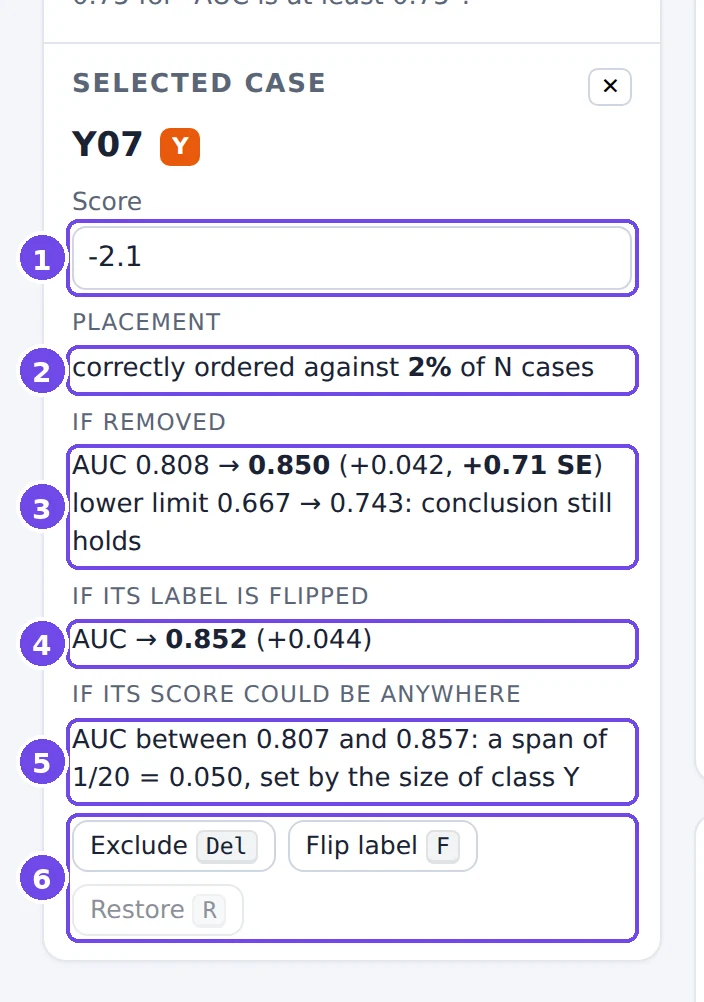 SELECTED CASE ✕
Y07 Y
Score
1 -2.1
PLACEMENT
2 correctly ordered against 2% of N cases
IF REMOVED
AUC 0.808 → 0.850 (+0.042, +0.71 SE)
3 lower limit 0.667 → 0.743: conclusion still
holds
IF ITS LABEL IS FLIPPED
4 AUC → 0.852 (+0.044)
IF ITS SCORE COULD BE ANYWHERE
5 AUC between 0.807 and 0.857: a span of
1/20 = 0.050, set by the size of class Y
6 Exclude Del Flip label F
Restore R